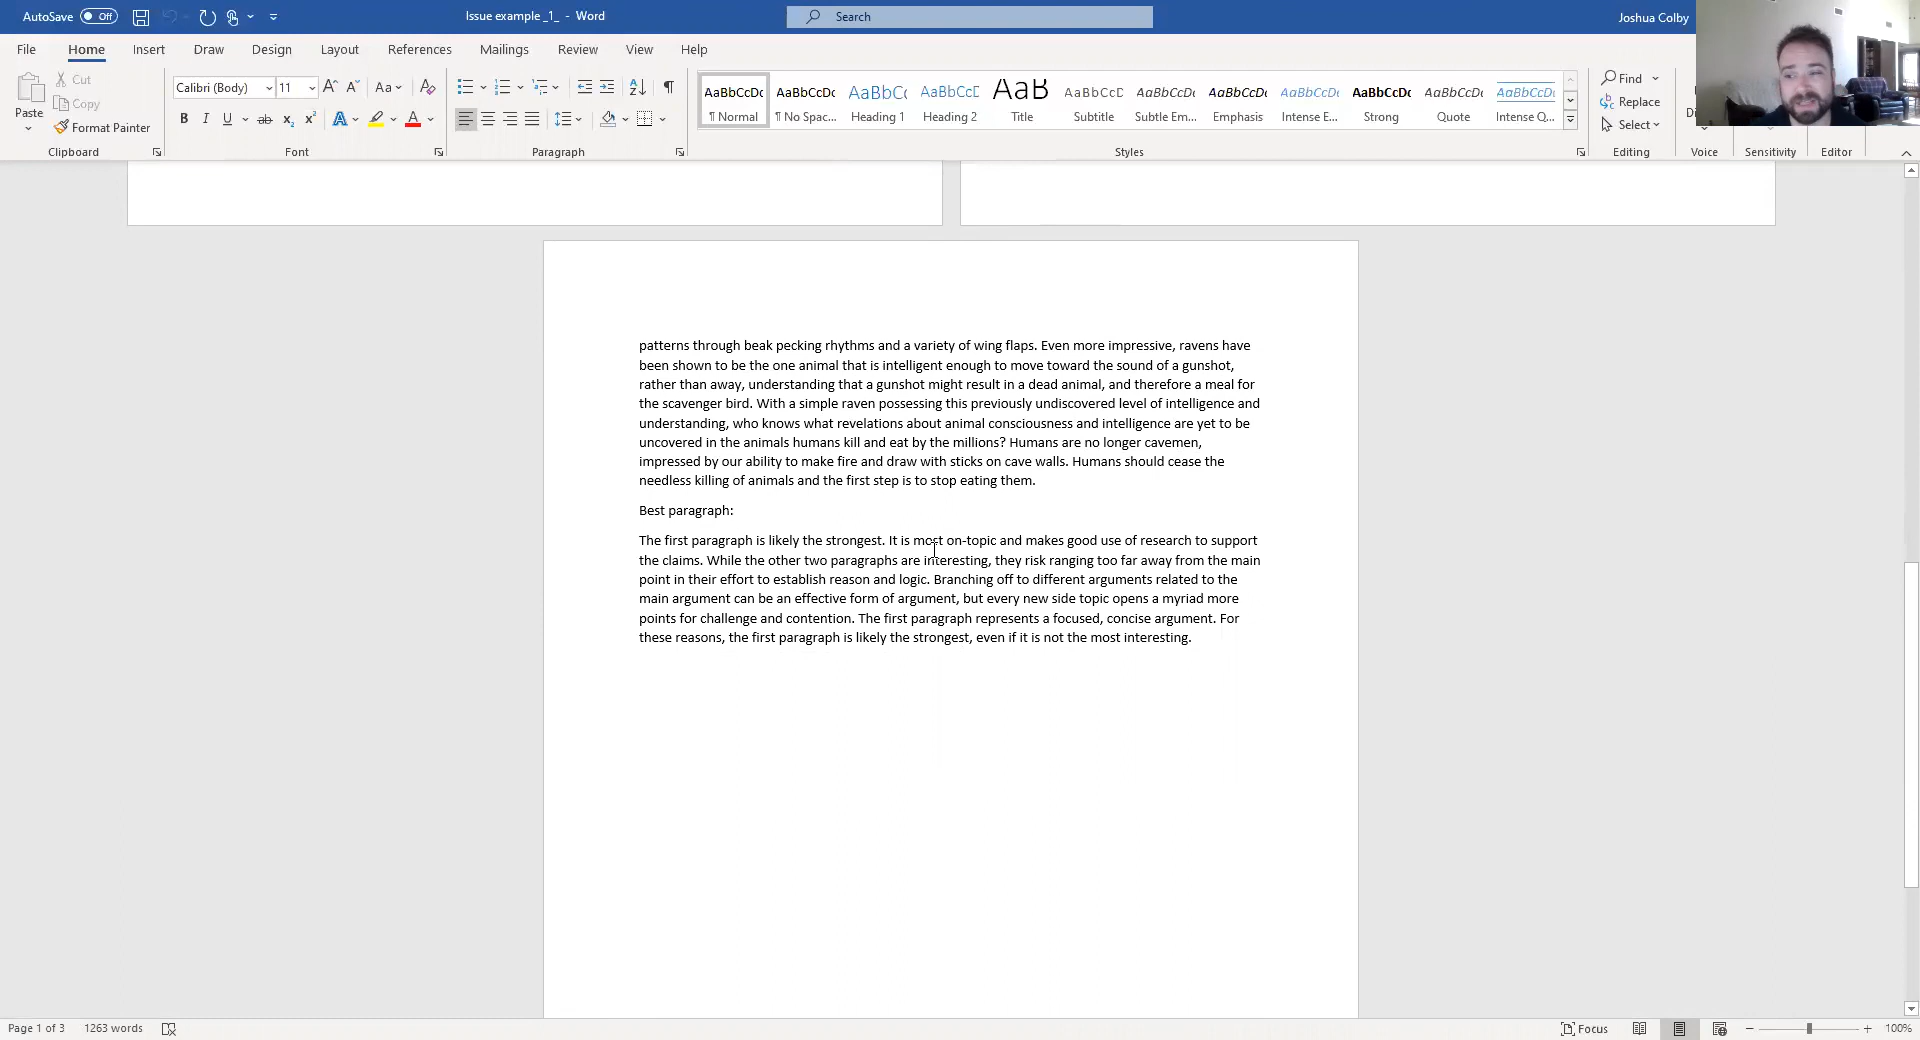 AutoSave Off Issue example _1_ - Word Search Joshua Colby
File Home Insert Draw Design Layout References Mailings Review View Help
Paste
Cut
Copy
Format Painter
Clipboard
Calibri (Body) 11
Font
Paragraph
AaBbCcDc AaBbCcDc AaBbC( AaBbCcD AaB AaBbCcD AaBbCcDc AaBbCcDc AaBbCcDc AaBbCcDc AaBbCcDc AaBbCcDc
¶ Normal ¶ No Spac... Heading 1 Heading 2 Title Subtitle Subtle Em... Emphasis Intense E... Strong Quote Intense Q...
Styles
Find
Replace
Select
Editing
Voice
Sensitivity
Editor
patterns through beak pecking rhythms and a variety of wing flaps. Even more impressive, ravens have
been shown to be the one animal that is intelligent enough to move toward the sound of a gunshot,
rather than away, understanding that a gunshot might result in a dead animal, and therefore a meal for
the scavenger bird. With a simple raven possessing this previously undiscovered level of intelligence and
understanding, who knows what revelations about animal consciousness and intelligence are yet to be
uncovered in the animals humans kill and eat by the millions? Humans are no longer cavemen,
impressed by our ability to make fire and draw with sticks on cave walls. Humans should cease the
needless killing of animals and the first step is to stop eating them.
Best paragraph:
The first paragraph is likely the strongest. It is most on-topic and makes good use of research to support
the claims. While the other two paragraphs are interesting, they risk ranging too far away from the main
point in their effort to establish reason and logic. Branching off to different arguments related to the
main argument can be an effective form of argument, but every new side topic opens a myriad more
points for challenge and contention. The first paragraph represents a focused, concise argument. For
these reasons, the first paragraph is likely the strongest, even if it is not the most interesting.
Page 1 of 3 1263 words Focus 100%